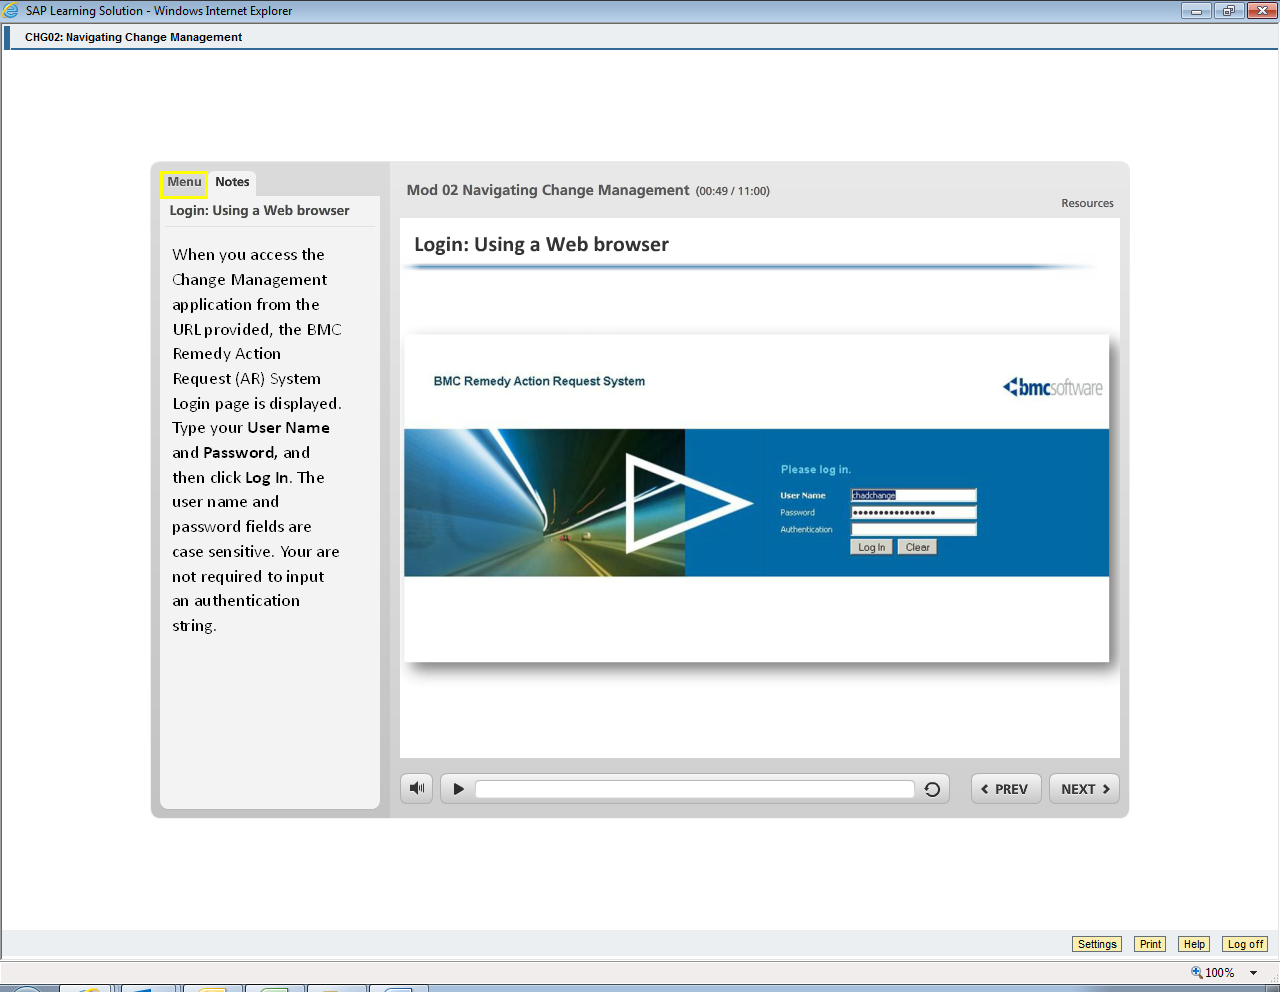 SAP Learning Solution - Windows Internet Explorer
CHG02: Navigating Change Management
Menu
Notes
Login: Using a Web browser
When you access the
Change Management
application from the
URL provided, the BMC
Remedy Action
Request (AR) System
Login page is displayed.
Type your User Name
and Password, and
then click Log In. The
user name and
password fields are
case sensitive. Your are
not required to input
an authentication
string.
Mod 02 Navigating Change Management (00:49 / 11:00)
Resources
Login: Using a Web browser
BMC Remedy Action Request System
bmcsoftware
Please log in.
User Name chadchange
Password
Authentication
Log In Clear
PREV
NEXT
Settings Print Help Log off
100%